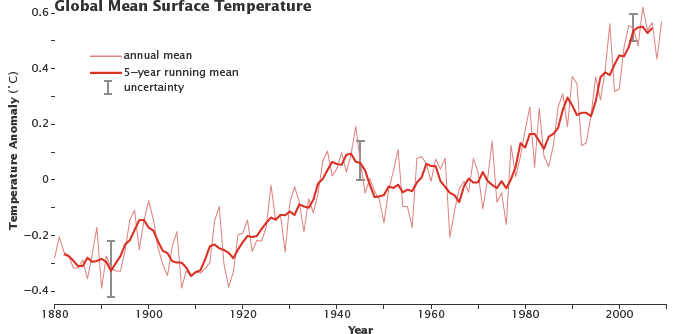 Global Mean Surface Temperature
annual mean
5−year running mean
uncertainty
Temperature Anomaly (˚C)
0.6
0.4
0.2
0
−0.2
−0.4
1880 1900 1920 1940 1960 1980 2000
Year